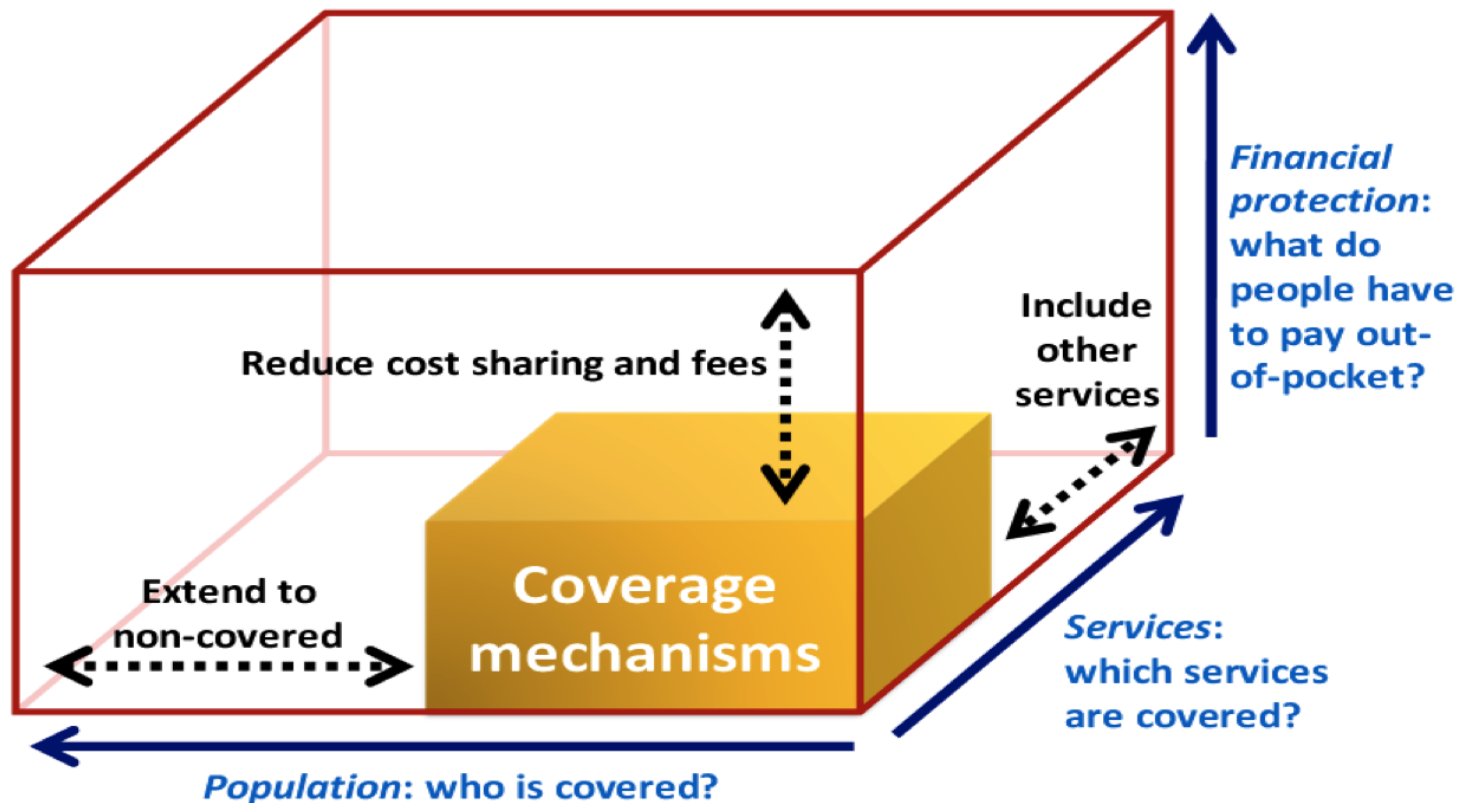 Financial
protection:
what do
people have
to pay out-
of-pocket?
Include
other
services
Reduce cost sharing and fees
Coverage
mechanisms
Extend to
non-covered
Services:
which services
are covered?
Population: who is covered?